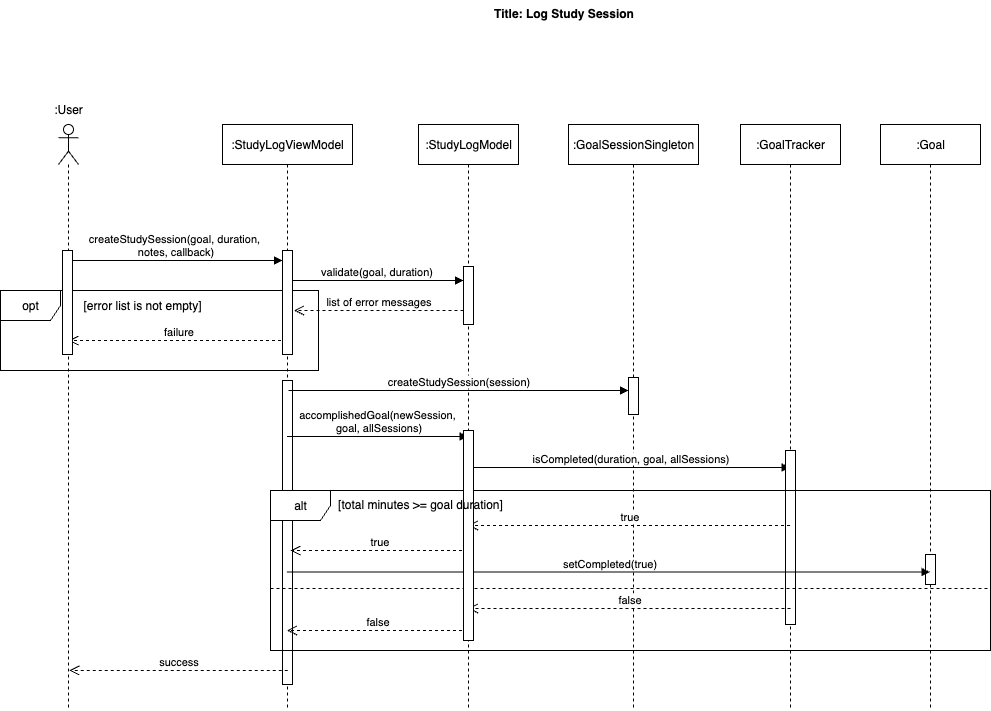 Title: Log Study Session
:User
:StudyLogViewModel
:StudyLogModel
:GoalSessionSingleton
:GoalTracker
:Goal
createStudySession(goal, duration,
notes, callback)
validate(goal, duration)
opt
[error list is not empty]
list of error messages
failure
createStudySession(session)
accomplishedGoal(newSession,
goal, allSessions)
isCompleted(duration, goal, allSessions)
alt
[total minutes >= goal duration]
true
true
setCompleted(true)
false
false
success